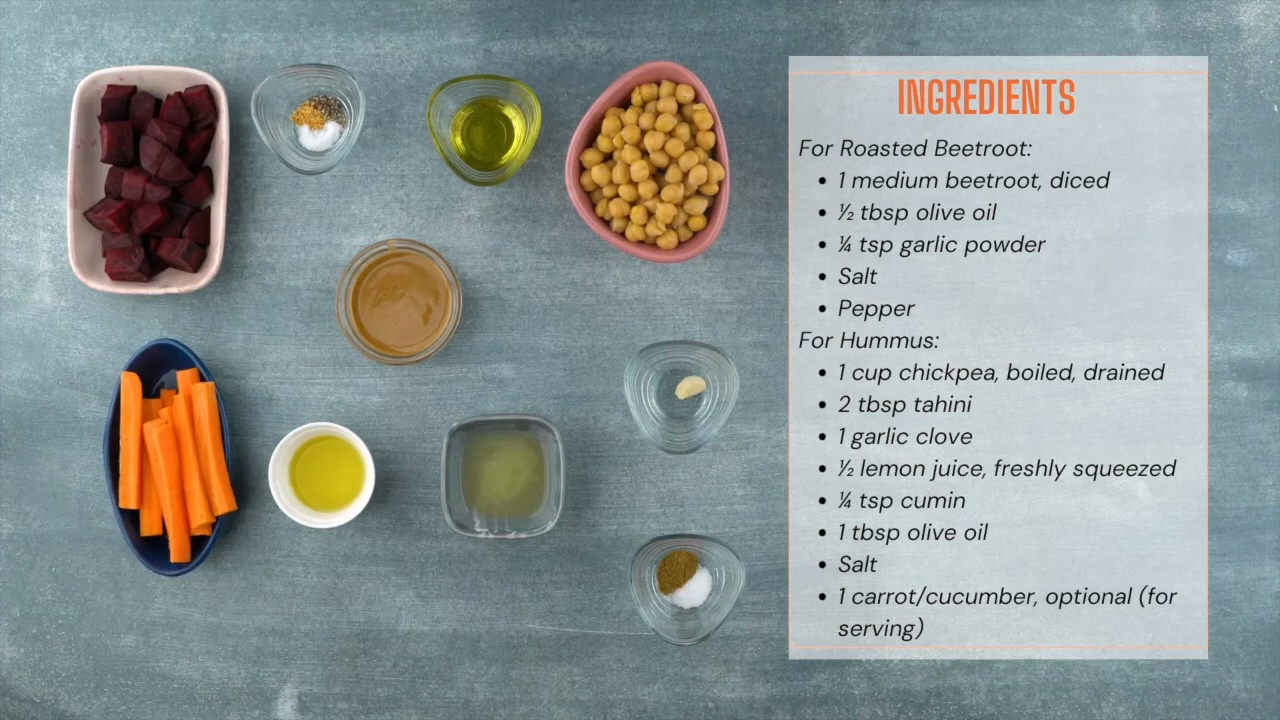 INGREDIENTS
For Roasted Beetroot:
• 1 medium beetroot, diced
• ½ tbsp olive oil
• ¼ tsp garlic powder
• Salt
• Pepper
For Hummus:
• 1 cup chickpea, boiled, drained
• 2 tbsp tahini
• 1 garlic clove
• ½ lemon juice, freshly squeezed
• ¼ tsp cumin
• 1 tbsp olive oil
• Salt
• 1 carrot/cucumber, optional (for
serving)